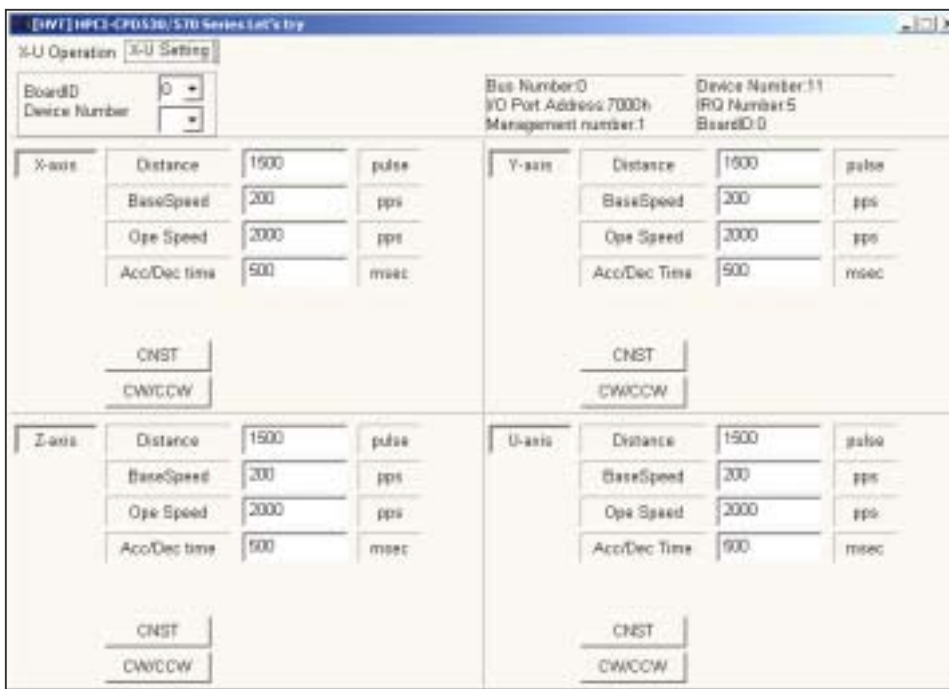 [HVT] HPCI-CPD530/570 Series Let's try
X-U Operation X-U Setting
BoardID 0
Device Number
Bus Number:0 Device Number:11
I/O Port Address:7000h IRQ Number:5
Management number:1 BoardID:0
X-axis Distance 1500 pulse
BaseSpeed 200 pps
Ope Speed 2000 pps
Acc/Dec time 500 msec
CNST
CW/CCW
Y-axis Distance 1500 pulse
BaseSpeed 200 pps
Ope Speed 2000 pps
Acc/Dec Time 500 msec
CNST
CW/CCW
Z-axis Distance 1500 pulse
BaseSpeed 200 pps
Ope Speed 2000 pps
Acc/Dec time 500 msec
CNST
CW/CCW
U-axis Distance 1500 pulse
BaseSpeed 200 pps
Ope Speed 2000 pps
Acc/Dec Time 500 msec
CNST
CW/CCW